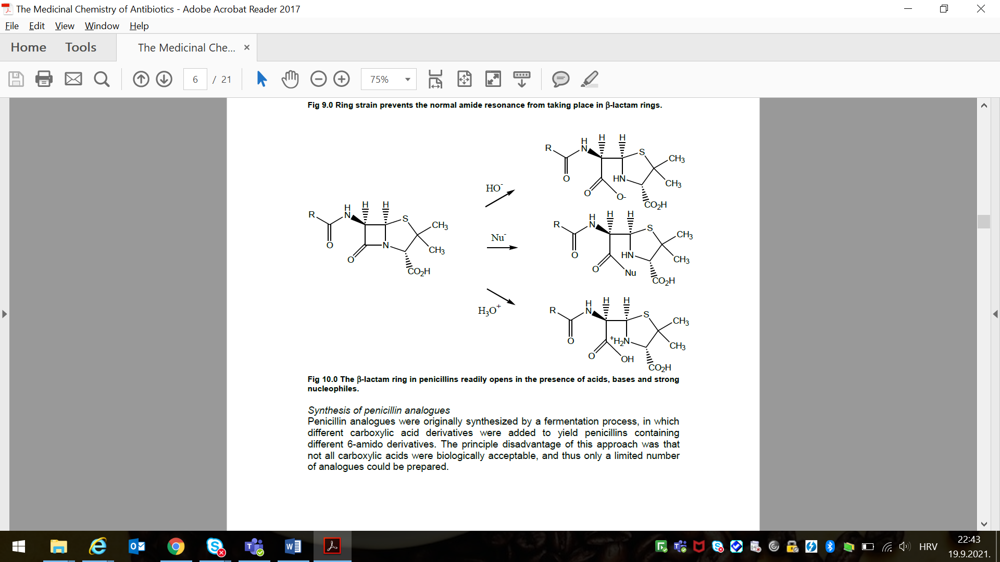 The Medicinal Chemistry of Antibiotics - Adobe Acrobat Reader 2017
File Edit View Window Help
Home Tools The Medicinal Che... ×
6 / 21 75%
Fig 9.0 Ring strain prevents the normal amide resonance from taking place in β-lactam rings.
R H N H H S CH3 CH3 O HN O O- CO2H
HO-
R H N H H S CH3 CH3 O O N CO2H
Nu-
R H N H H S CH3 CH3 O HN O Nu CO2H
H3O+
R H N H H S CH3 CH3 O +H2N O OH CO2H
Fig 10.0 The β-lactam ring in penicillins readily opens in the presence of acids, bases and strong
nucleophiles.
Synthesis of penicillin analogues
Penicillin analogues were originally synthesized by a fermentation process, in which
different carboxylic acid derivatives were added to yield penicillins containing
different 6-amido derivatives. The principle disadvantage of this approach was that
not all carboxylic acids were biologically acceptable, and thus only a limited number
of analogues could be prepared.
HRV
22:43
19.9.2021.